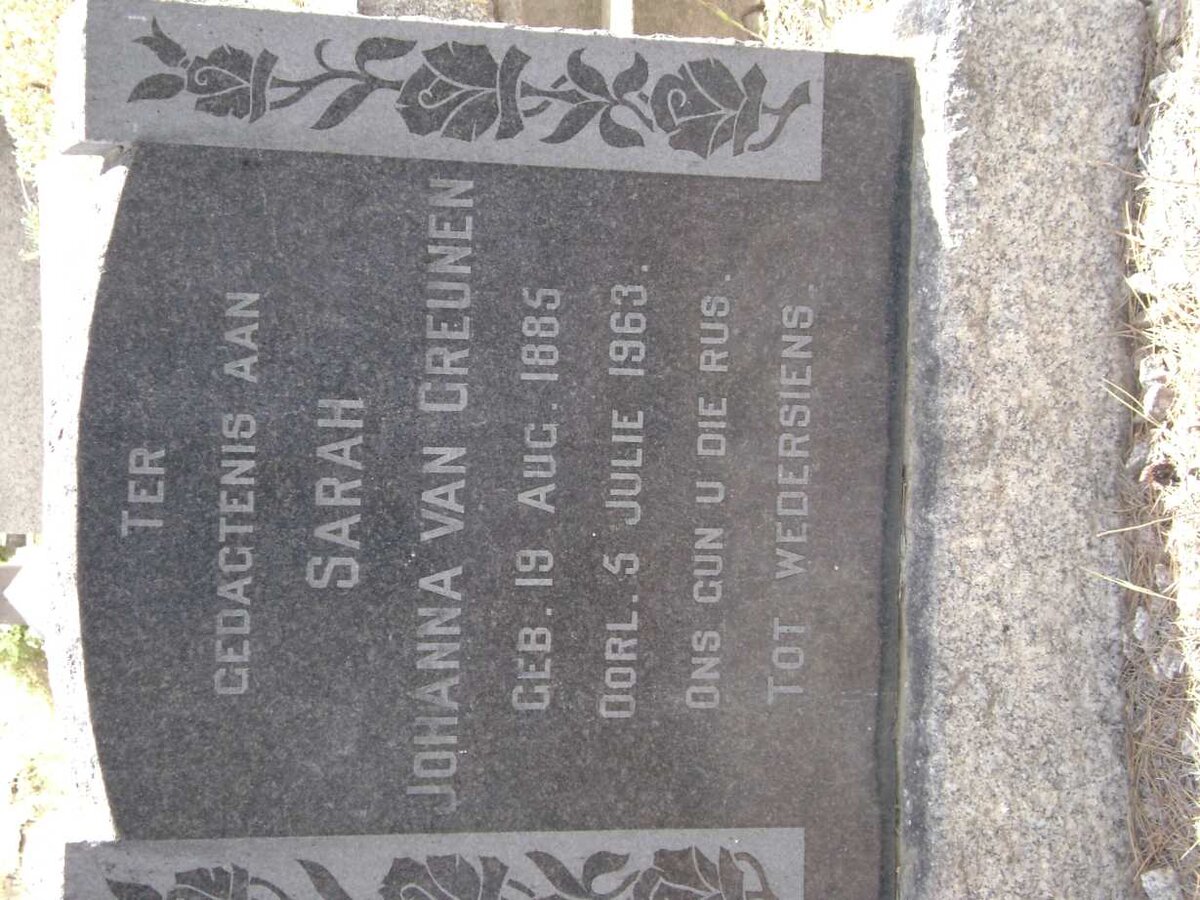 TER
GEDAGTENIS AAN
SARAH
JOHANNA VAN GREUNEN
GEB. 19 AUG. 1885
OORL. 5 JULIE 1963.
ONS GUN U DIE RUS.
TOT WEDERSIENS.